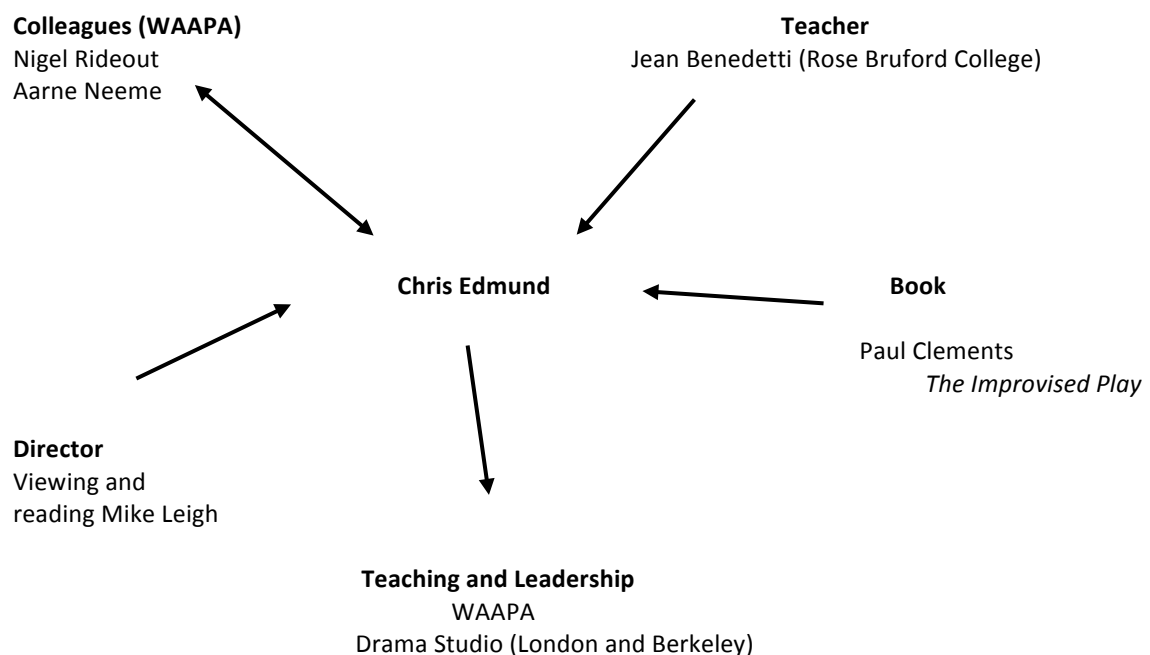 Colleagues (WAAPA)
Nigel Rideout
Aarne Neeme
Teacher
Jean Benedetti (Rose Bruford College)
Chris Edmund
Book
Paul Clements
The Improvised Play
Director
Viewing and
reading Mike Leigh
Teaching and Leadership
WAAPA
Drama Studio (London and Berkeley)